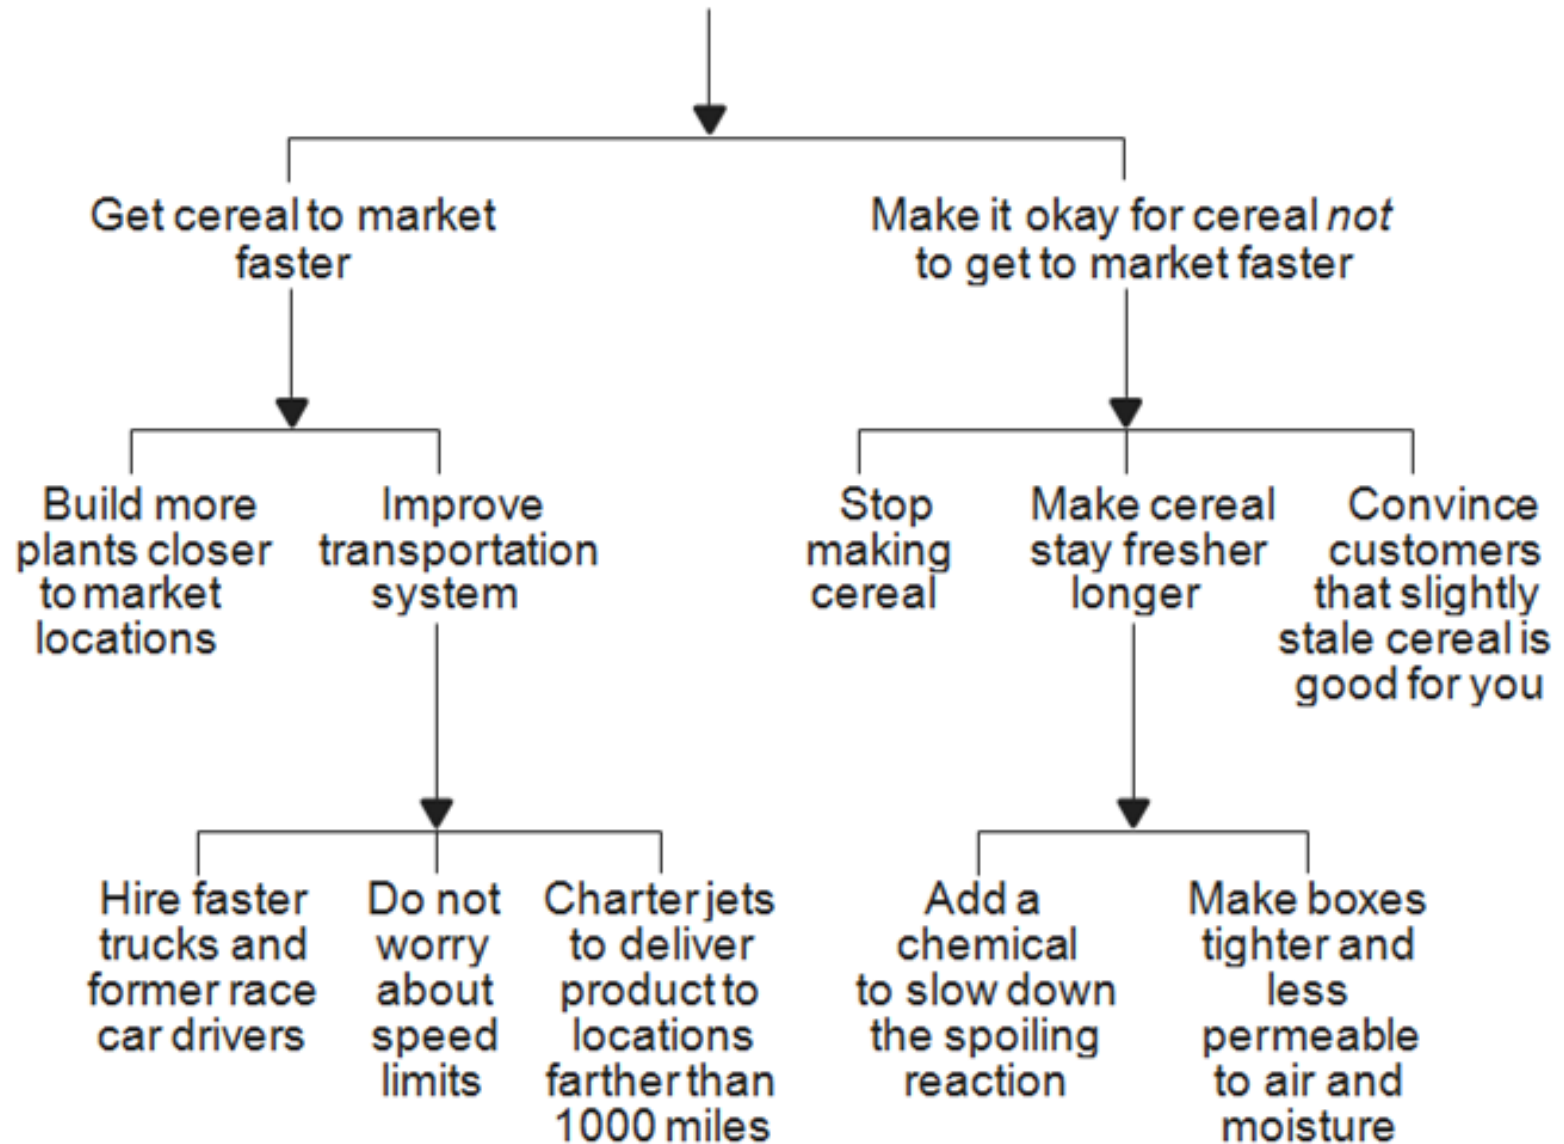 Get cereal to market
faster
Make it okay for cereal not
to get to market faster
Build more
plants closer
to market
locations
Improve
transportation
system
Stop
making
cereal
Make cereal
stay fresher
longer
Convince
customers
that slightly
stale cereal is
good for you
Hire faster
trucks and
former race
car drivers
Do not
worry
about
speed
limits
Charter jets
to deliver
product to
locations
farther than
1000 miles
Add a
chemical
to slow down
the spoiling
reaction
Make boxes
tighter and
less
permeable
to air and
moisture